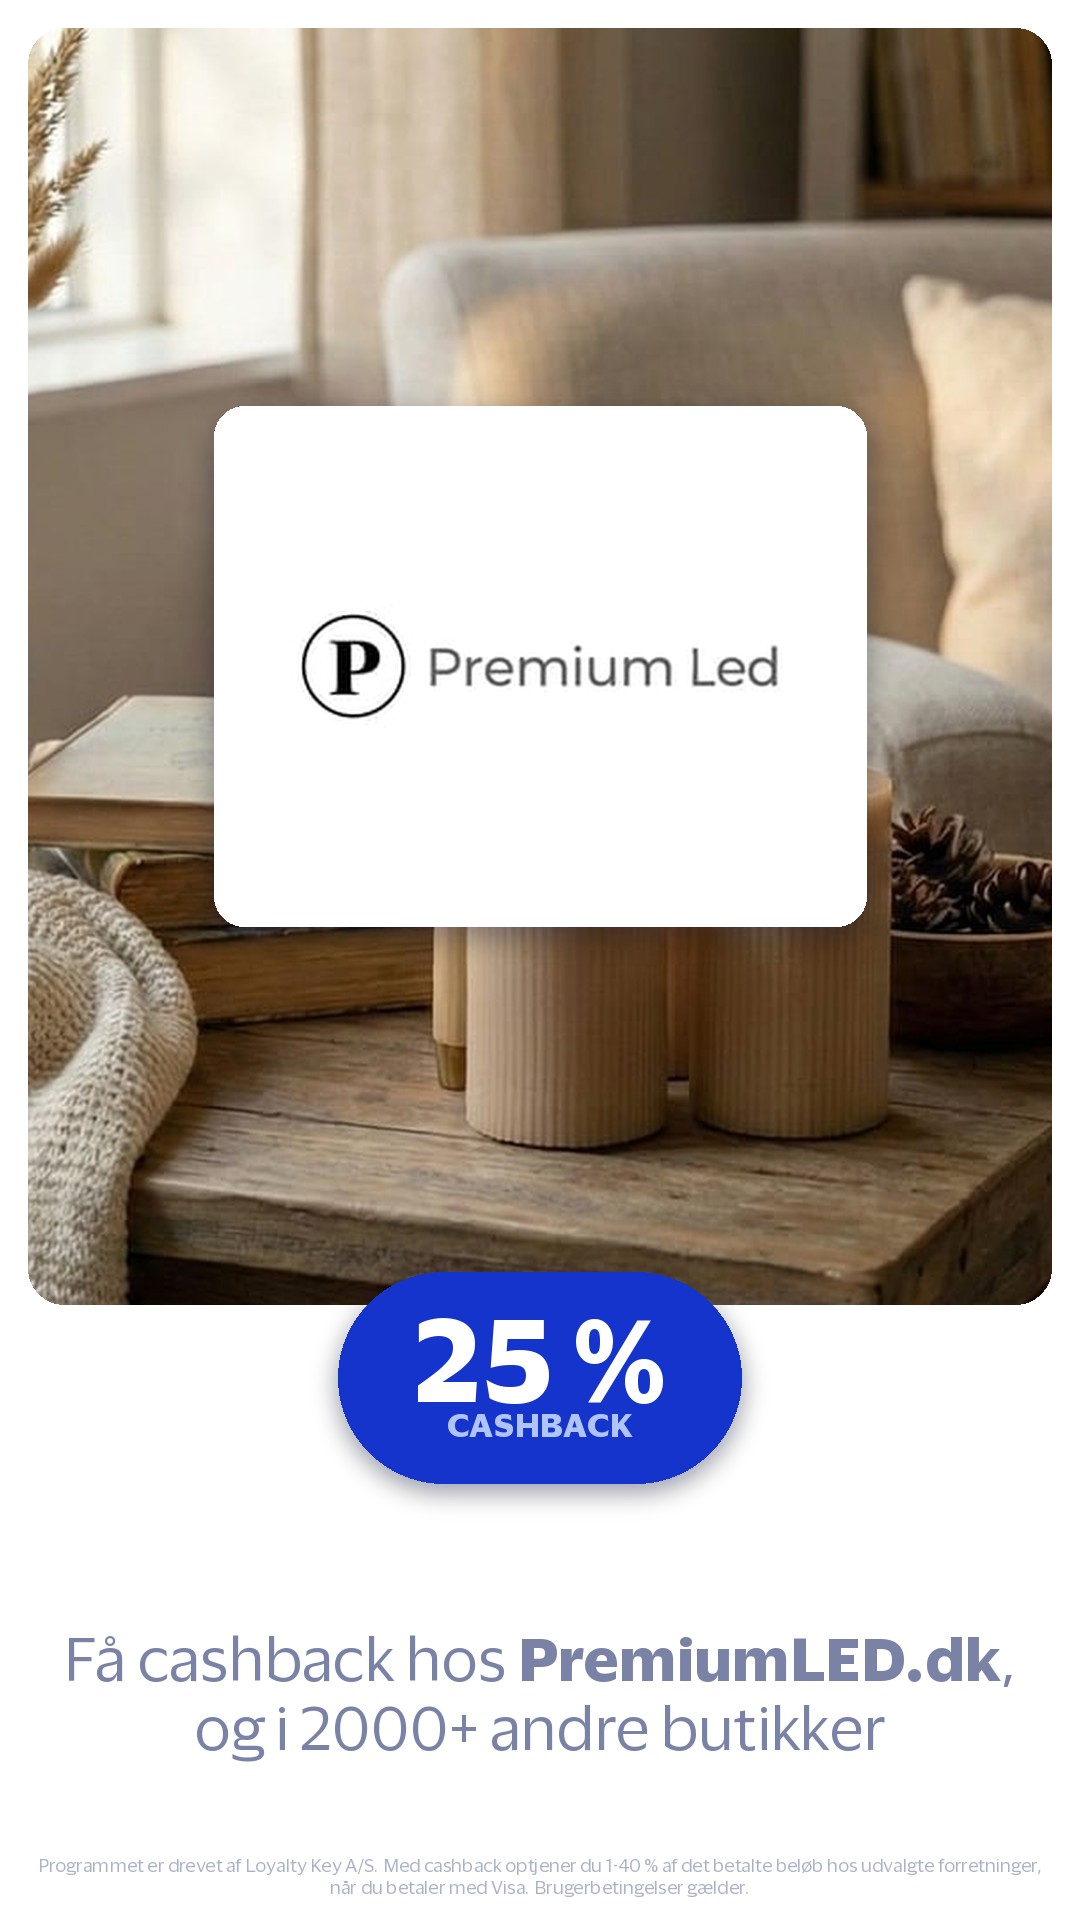 P Premium Led
25 %
CASHBACK
Få cashback hos PremiumLED.dk,
og i 2000+ andre butikker
Programmet er drevet af Loyalty Key A/S. Med cashback optjener du 1-40 % af det betalte beløb hos udvalgte forretninger,
når du betaler med Visa. Brugerbetingelser gælder.